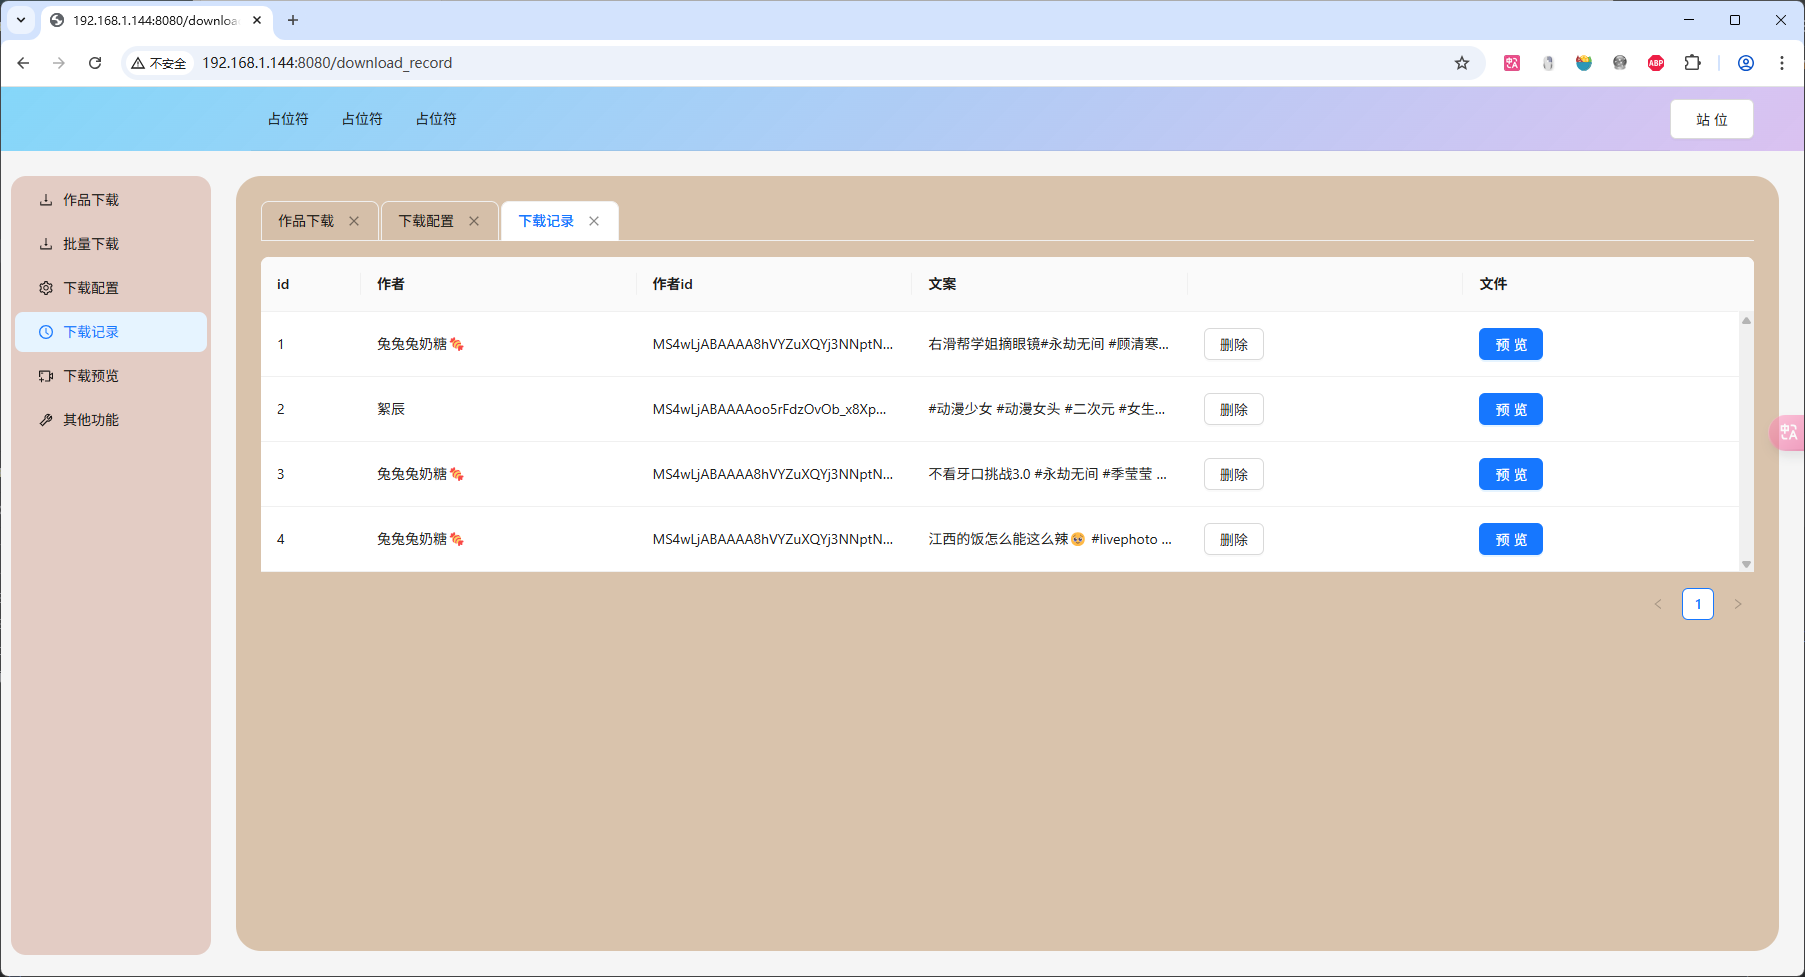 192.168.1.144:8080/downloa
不安全
192.168.1.144:8080/download_record
ABP
占位符 占位符 占位符
站 位
作品下载
批量下载
下载配置
下载记录
下载预览
其他功能
作品下载 下载配置 下载记录
id 作者 作者id 文案 文件
1 兔兔兔奶糖🍬 MS4wLjABAAAA8hVYZuXQYj3NNptN... 右滑帮学姐摘眼镜#永劫无间 #顾清寒... 删除 预 览
2 絮辰 MS4wLjABAAAAoo5rFdzOvOb_x8Xp... #动漫少女 #动漫女头 #二次元 #女生... 删除 预 览
3 兔兔兔奶糖🍬 MS4wLjABAAAA8hVYZuXQYj3NNptN... 不看牙口挑战3.0 #永劫无间 #季莹莹 ... 删除 预 览
4 兔兔兔奶糖🍬 MS4wLjABAAAA8hVYZuXQYj3NNptN... 江西的饭怎么能这么辣🥺 #livephoto ... 删除 预 览
1
中A